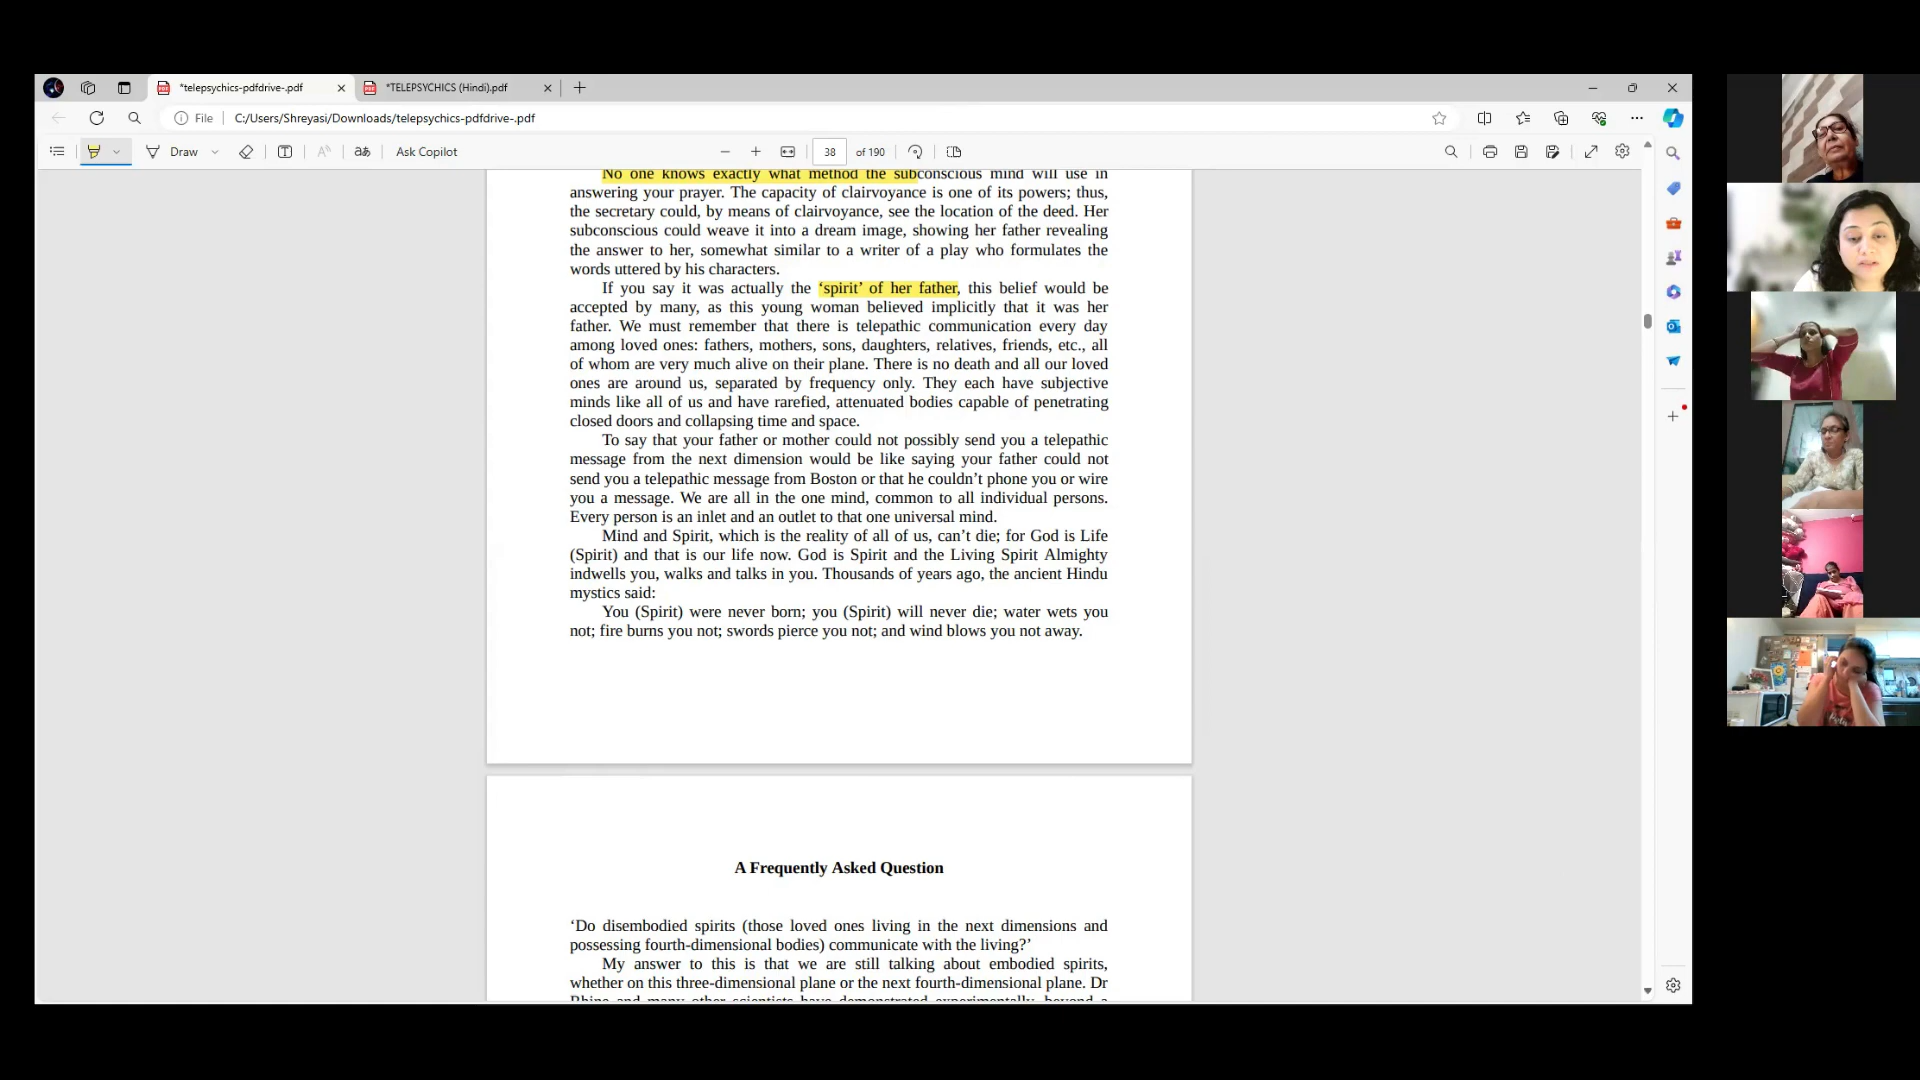 *telepsychics-pdfdrive-.pdf
*TELEPSYCHICS (Hindi).pdf
File
C:/Users/Shreyasi/Downloads/telepsychics-pdfdrive-.pdf
Draw
Ask Copilot
38 of 190
No one knows exactly what method the subconscious mind will use in
answering your prayer. The capacity of clairvoyance is one of its powers; thus,
the secretary could, by means of clairvoyance, see the location of the deed. Her
subconscious could weave it into a dream image, showing her father revealing
the answer to her, somewhat similar to a writer of a play who formulates the
words uttered by his characters.
If you say it was actually the ‘spirit’ of her father, this belief would be
accepted by many, as this young woman believed implicitly that it was her
father. We must remember that there is telepathic communication every day
among loved ones: fathers, mothers, sons, daughters, relatives, friends, etc., all
of whom are very much alive on their plane. There is no death and all our loved
ones are around us, separated by frequency only. They each have subjective
minds like all of us and have rarefied, attenuated bodies capable of penetrating
closed doors and collapsing time and space.
To say that your father or mother could not possibly send you a telepathic
message from the next dimension would be like saying your father could not
send you a telepathic message from Boston or that he couldn’t phone you or wire
you a message. We are all in the one mind, common to all individual persons.
Every person is an inlet and an outlet to that one universal mind.
Mind and Spirit, which is the reality of all of us, can’t die; for God is Life
(Spirit) and that is our life now. God is Spirit and the Living Spirit Almighty
indwells you, walks and talks in you. Thousands of years ago, the ancient Hindu
mystics said:
You (Spirit) were never born; you (Spirit) will never die; water wets you
not; fire burns you not; swords pierce you not; and wind blows you not away.
A Frequently Asked Question
‘Do disembodied spirits (those loved ones living in the next dimensions and
possessing fourth-dimensional bodies) communicate with the living?’
My answer to this is that we are still talking about embodied spirits,
whether on this three-dimensional plane or the next fourth-dimensional plane. Dr
Rhine and many other scientists have demonstrated experimentally, beyond a